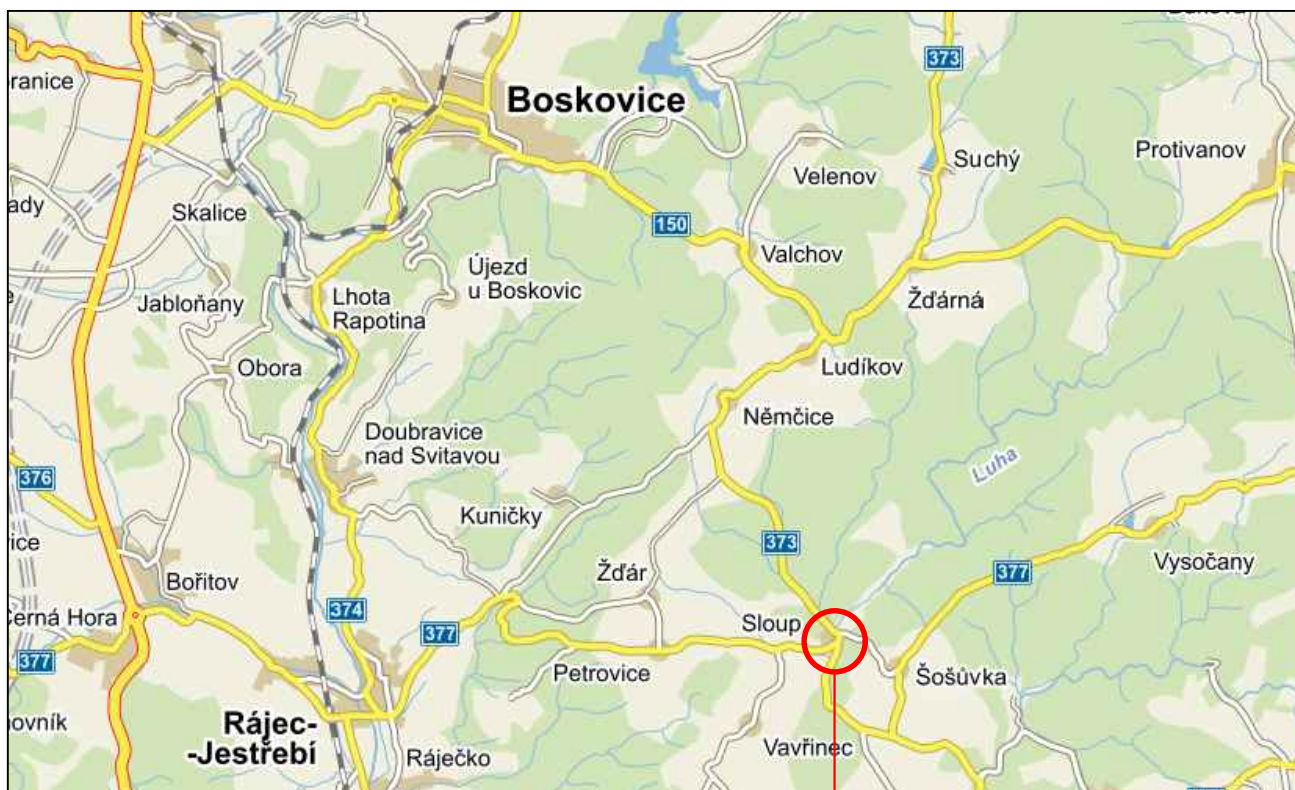 373
Boskovice
Suchý
Protivanov
Velenov
Skalice
150
Valchov
Újezd
u Boskovic
Jabloňany
Lhota
Rapotina
Žďárná
Obora
Ludíkov
Němčice
Doubravice
nad Svitavou
Luha
376
Kuničky
373
Vysočany
Žďár
377
Bořitov
374
Černá Hora
377
Sloup
377
Petrovice
Šošůvka
Rájec-
-Jestřebí
Vavřinec
Ráječko